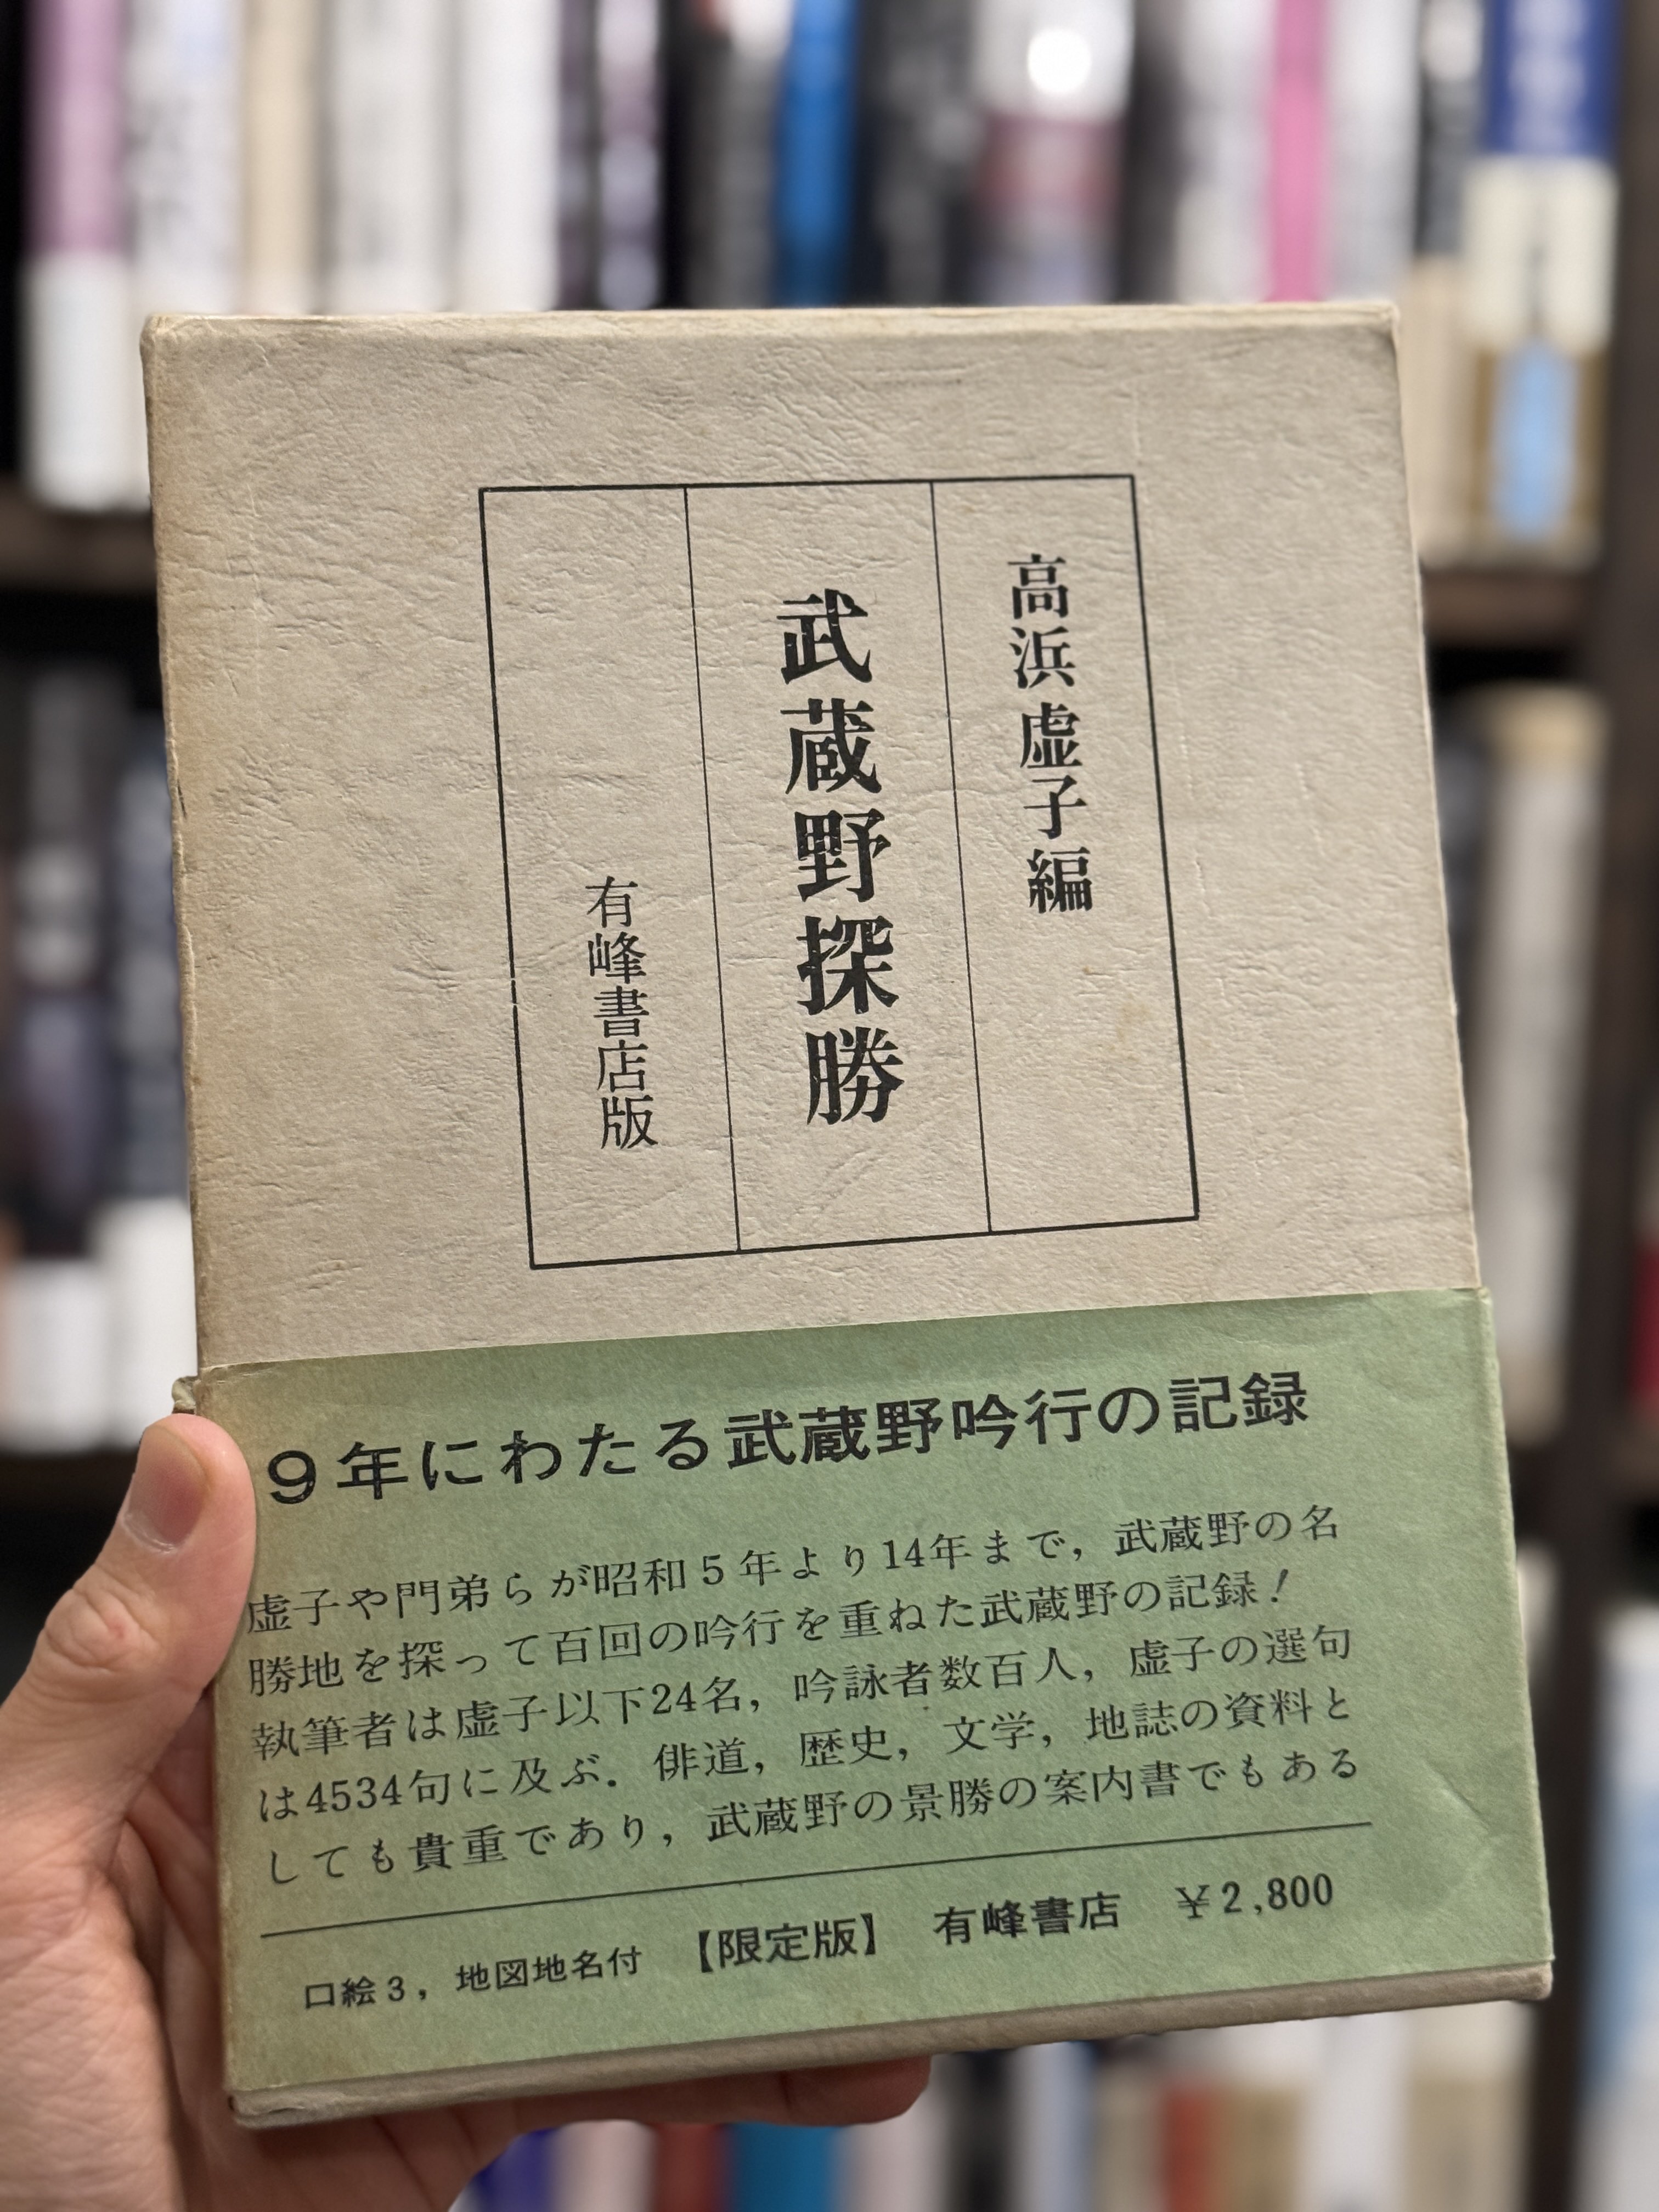 高浜虚子編
武蔵野探勝
有峰書店版
9年にわたる武蔵野吟行の記録
虚子や門弟らが昭和5年より14年まで，武蔵野の名
勝地を探って百回の吟行を重ねた武蔵野の記録！
執筆者は虚子以下24名，吟詠者数百人，虚子の選句
は4534句に及ぶ．俳道，歴史，文学，地誌の資料と
しても貴重であり，武蔵野の景勝の案内書でもある
口絵3，地図地名付 【限定版】 有峰書店 ￥2,800